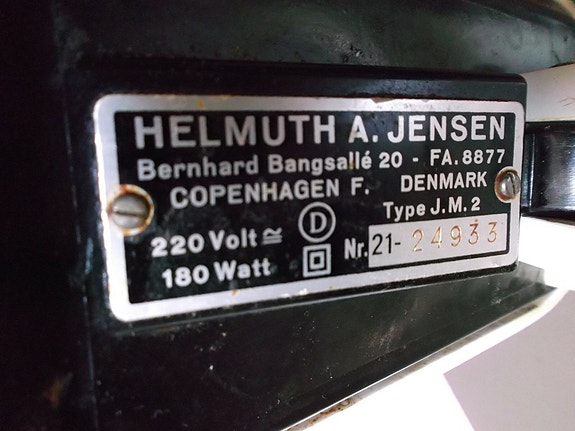 HELMUTH A. JENSEN
Bernhard Bangsallé 20 - FA. 8877
COPENHAGEN F. DENMARK
Type J.M. 2
220 Volt ≅ D
180 Watt
Nr. 21-24933